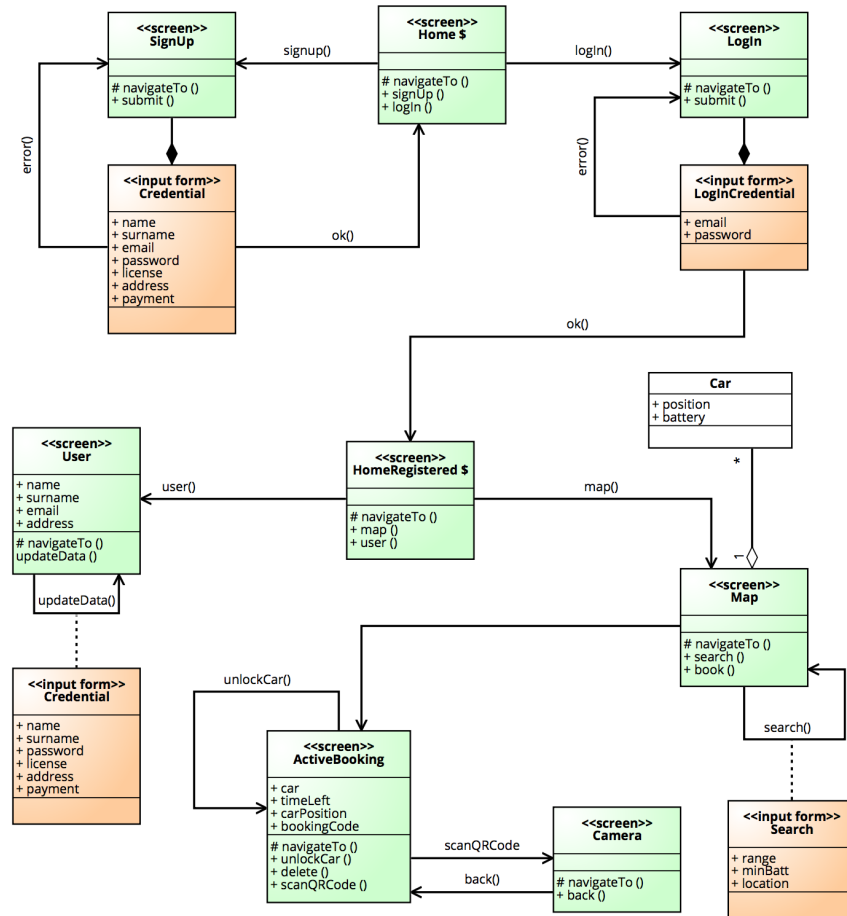 <<screen>>
SignUp
# navigateTo ()
+ submit ()
signup()
<<screen>>
Home $
# navigateTo ()
+ signUp ()
+ logIn ()
logIn()
<<screen>>
LogIn
# navigateTo ()
+ submit ()
error()
<<input form>>
Credential
+ name
+ surname
+ email
+ password
+ license
+ address
+ payment
ok()
error()
<<input form>>
LogInCredential
+ email
+ password
ok()
Car
+ position
+ battery
*
1
<<screen>>
User
+ name
+ surname
+ email
+ address
# navigateTo ()
updateData ()
user()
<<screen>>
HomeRegistered $
# navigateTo ()
+ map ()
+ user ()
map()
<<screen>>
Map
# navigateTo ()
+ search ()
+ book ()
updateData()
<<input form>>
Credential
+ name
+ surname
+ password
+ license
+ address
+ payment
unlockCar()
<<screen>>
ActiveBooking
+ car
+ timeLeft
+ carPosition
+ bookingCode
# navigateTo ()
+ unlockCar ()
+ delete ()
+ scanQRCode ()
scanQRCode
back()
<<screen>>
Camera
# navigateTo ()
+ back ()
search()
<<input form>>
Search
+ range
+ minBatt
+ location